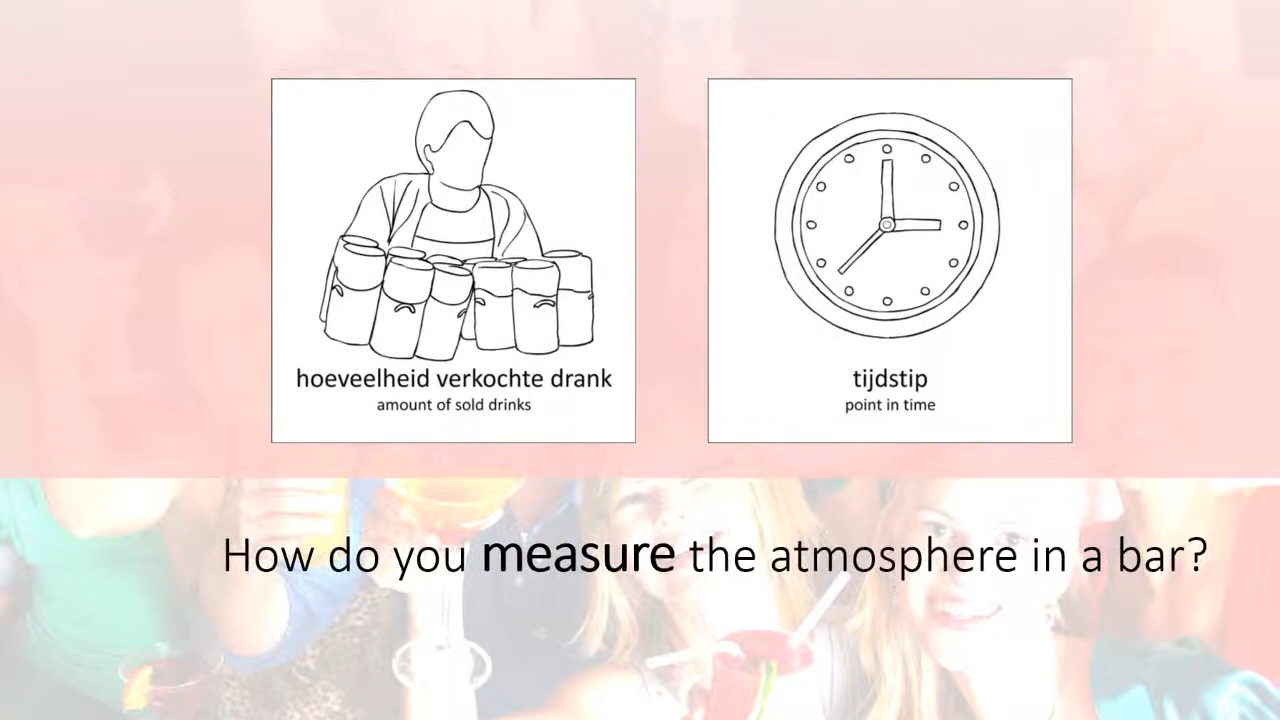 hoeveelheid verkochte drank
amount of sold drinks
tijdstip
point in time
How do you measure the atmosphere in a bar?